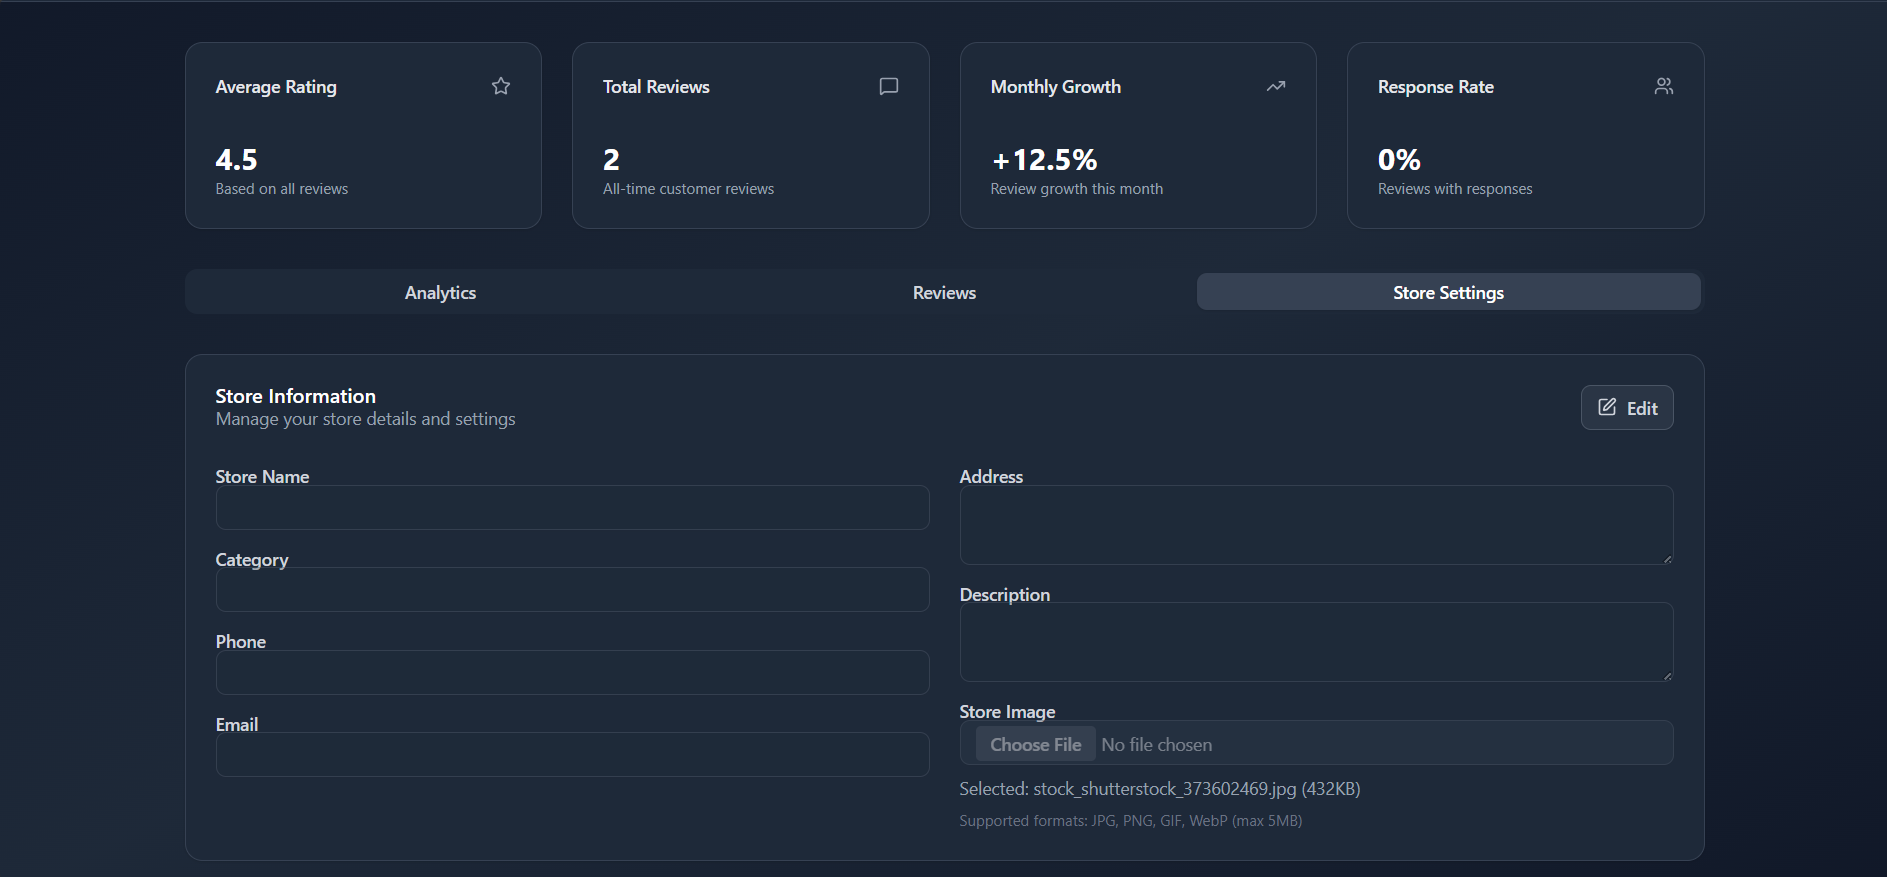 Average Rating
4.5
Based on all reviews
Total Reviews
2
All-time customer reviews
Monthly Growth
+12.5%
Review growth this month
Response Rate
0%
Reviews with responses
Analytics
Reviews
Store Settings
Store Information
Manage your store details and settings
Edit
Store Name
Category
Phone
Email
Address
Description
Store Image
Choose File No file chosen
Selected: stock_shutterstock_373602469.jpg (432KB)
Supported formats: JPG, PNG, GIF, WebP (max 5MB)